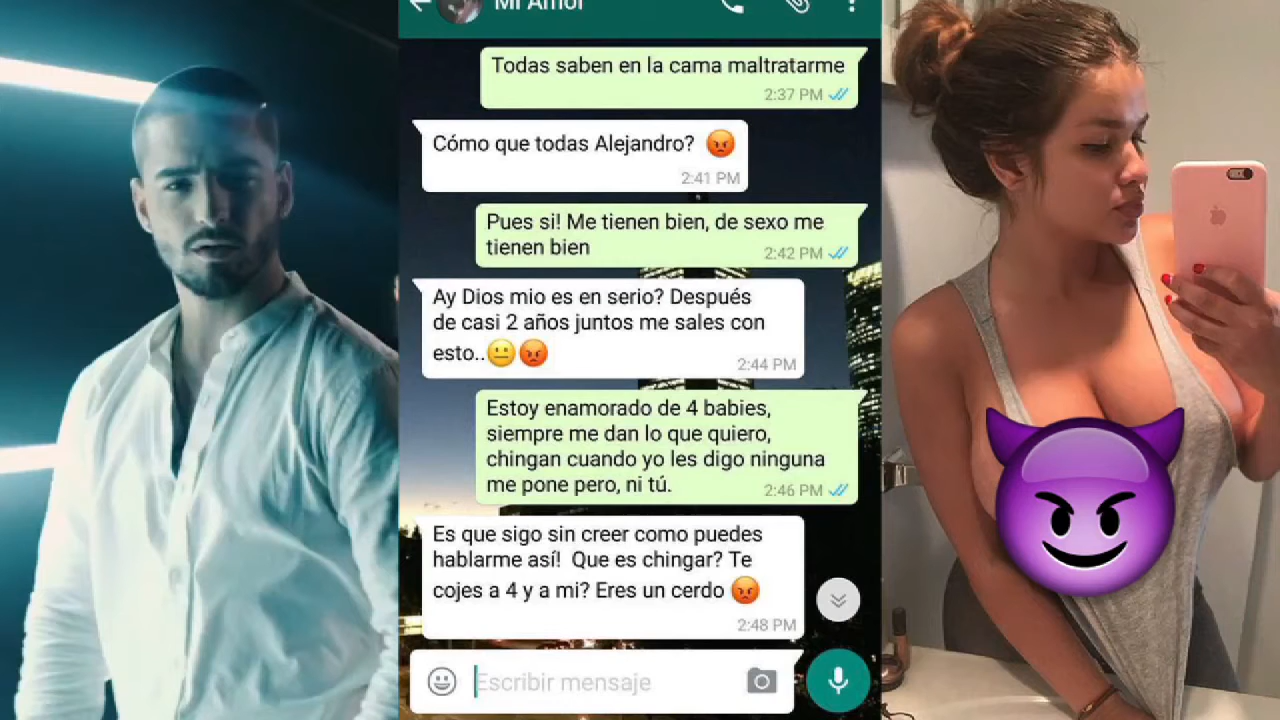 Mi Amor
Todas saben en la cama maltratarme
2:37 PM
Cómo que todas Alejandro?
2:41 PM
Pues si! Me tienen bien, de sexo me
tienen bien
2:42 PM
Ay Dios mio es en serio? Después
de casi 2 años juntos me sales con
esto..
2:44 PM
Estoy enamorado de 4 babies,
siempre me dan lo que quiero,
chingan cuando yo les digo ninguna
me pone pero, ni tú.
2:46 PM
Es que sigo sin creer como puedes
hablarme así! Que es chingar? Te
cojes a 4 y a mi? Eres un cerdo
2:48 PM
Escribir mensaje